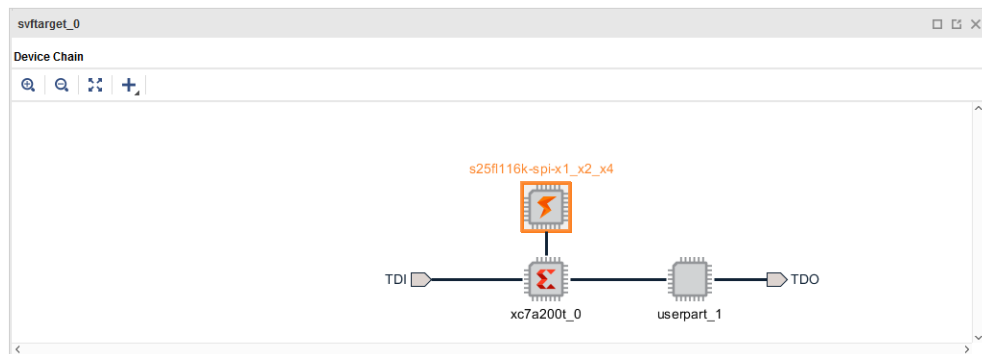 svftarget_0
Device Chain
s25fl116k-spi-x1_x2_x4
TDI
TDO
xc7a200t_0
userpart_1